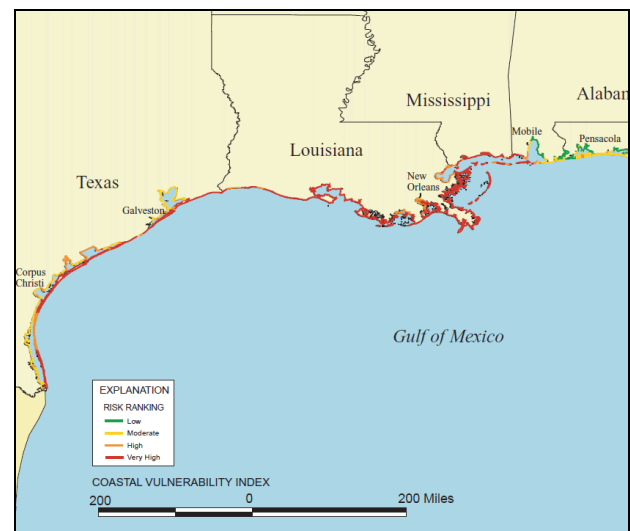 Mississippi
Alaban
Mobile
Pensacola
Louisiana
New
Orleans
Texas
Galveston
Corpus
Christi
Gulf of Mexico
EXPLANATION
RISK RANKING
Low
Moderate
High
Very High
COASTAL VULNERABILITY INDEX
200 0 200 Miles